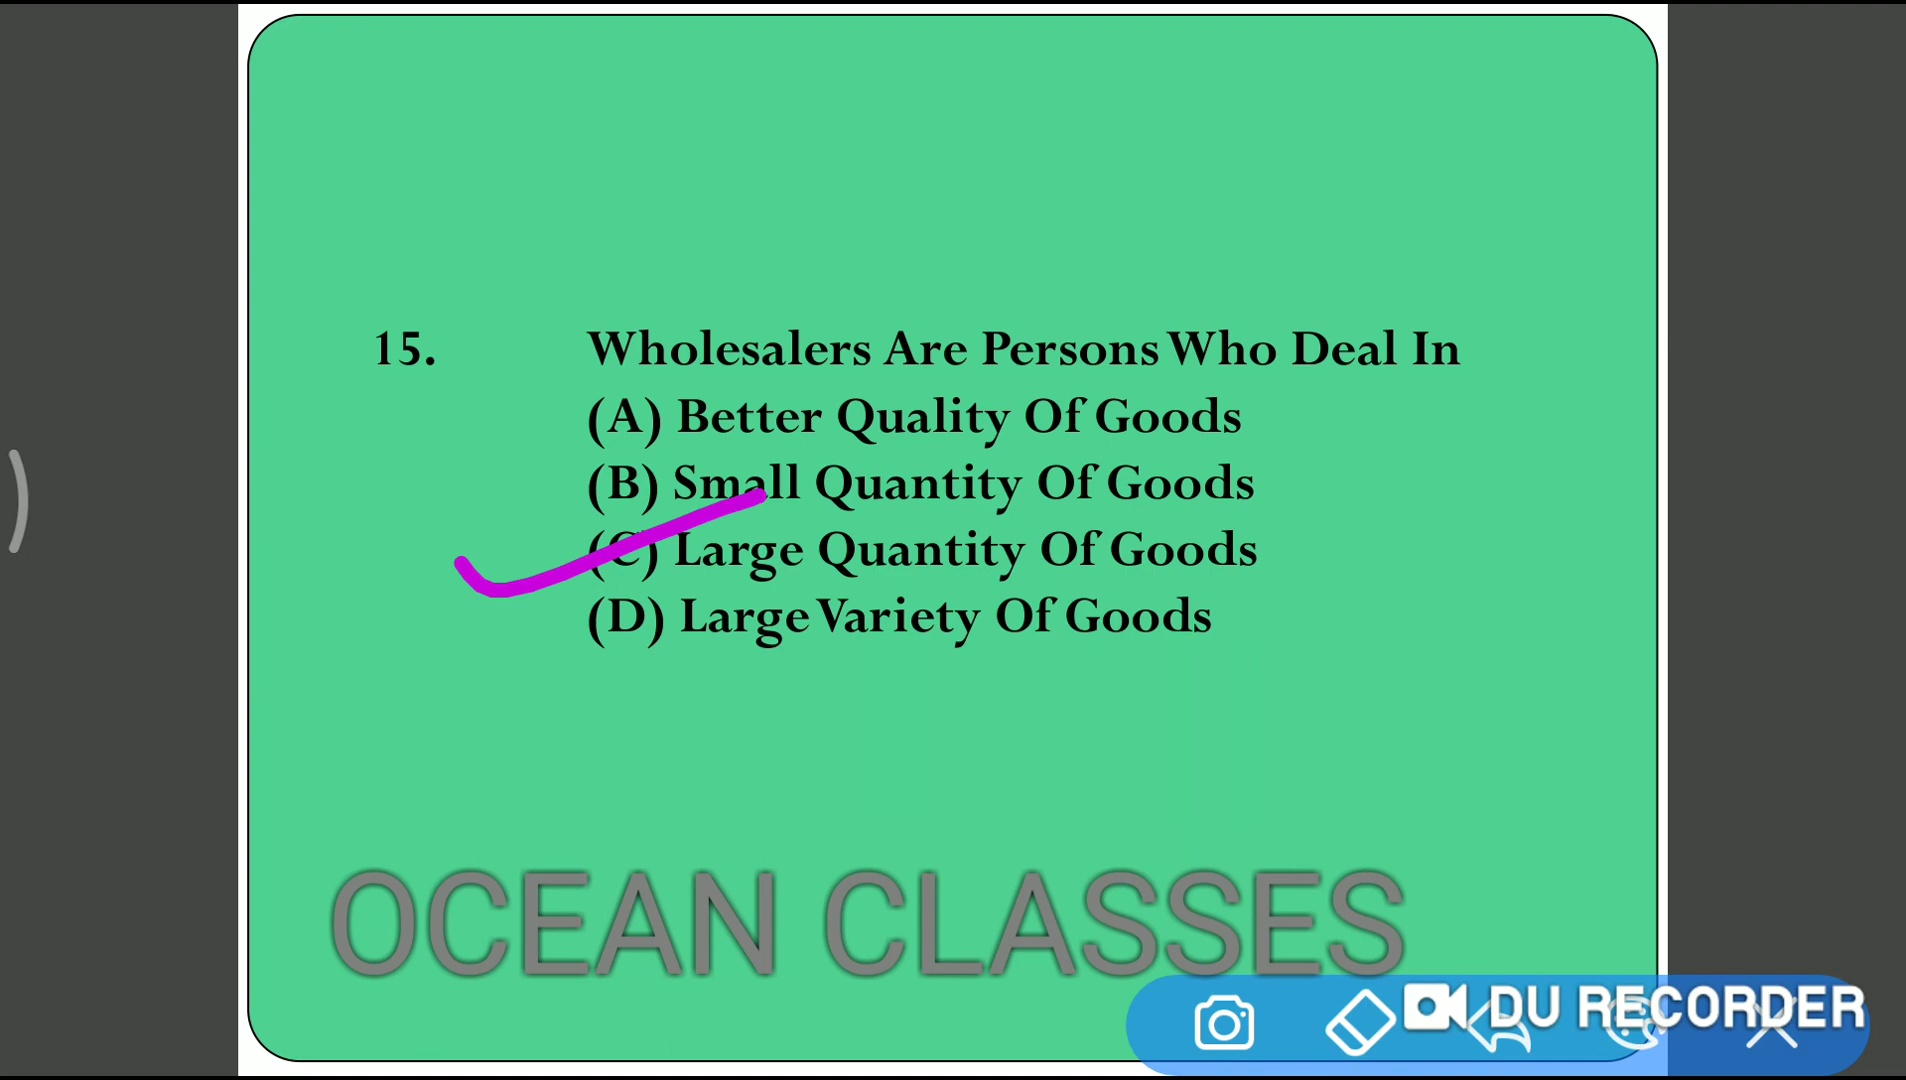 15. Wholesalers Are Persons Who Deal In
(A) Better Quality Of Goods
(B) Small Quantity Of Goods
(C) Large Quantity Of Goods
(D) Large Variety Of Goods
OCEAN CLASSES
DU RECORDER